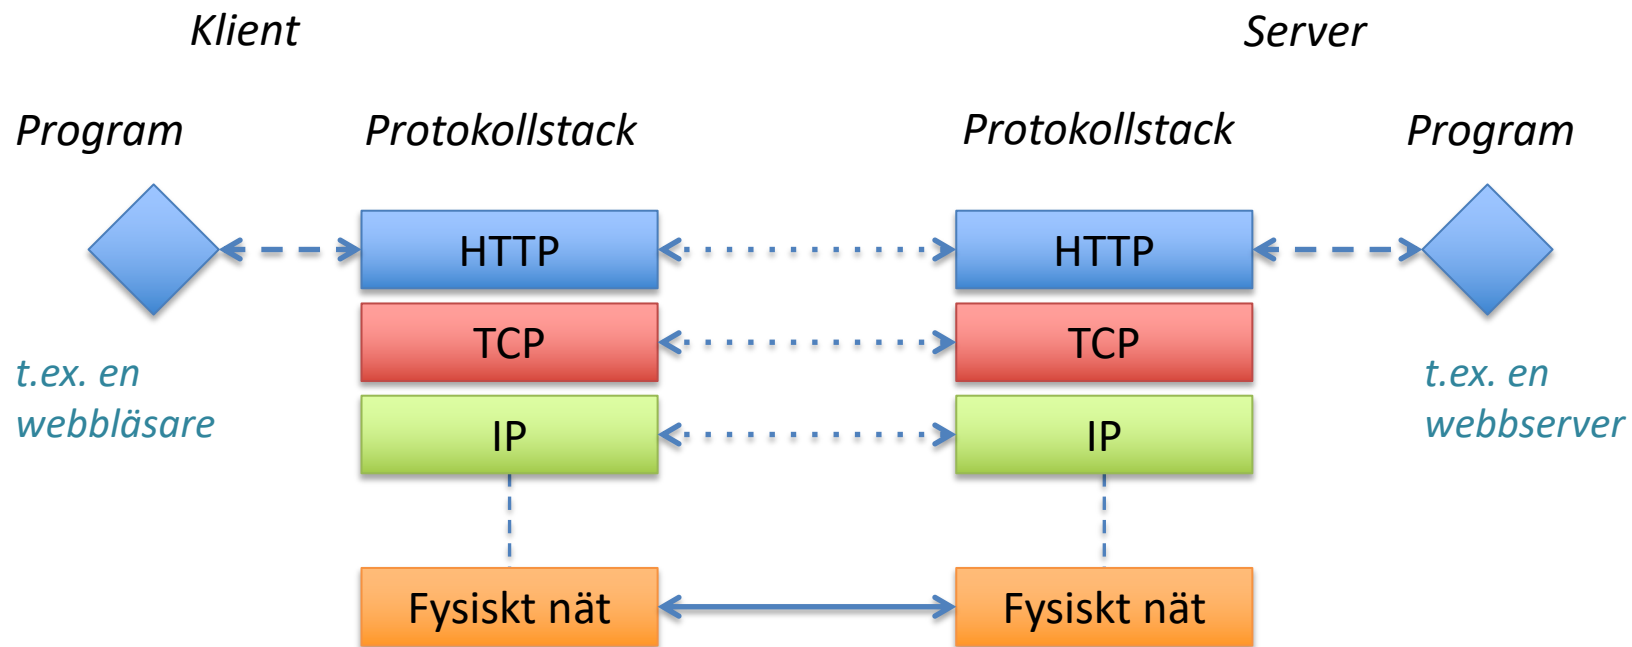 Klient
Server
Program
Protokollstack
Protokollstack
Program
HTTP
HTTP
TCP
TCP
t.ex. en
webbläsare
t.ex. en
webbserver
IP
IP
Fysiskt nät
Fysiskt nät